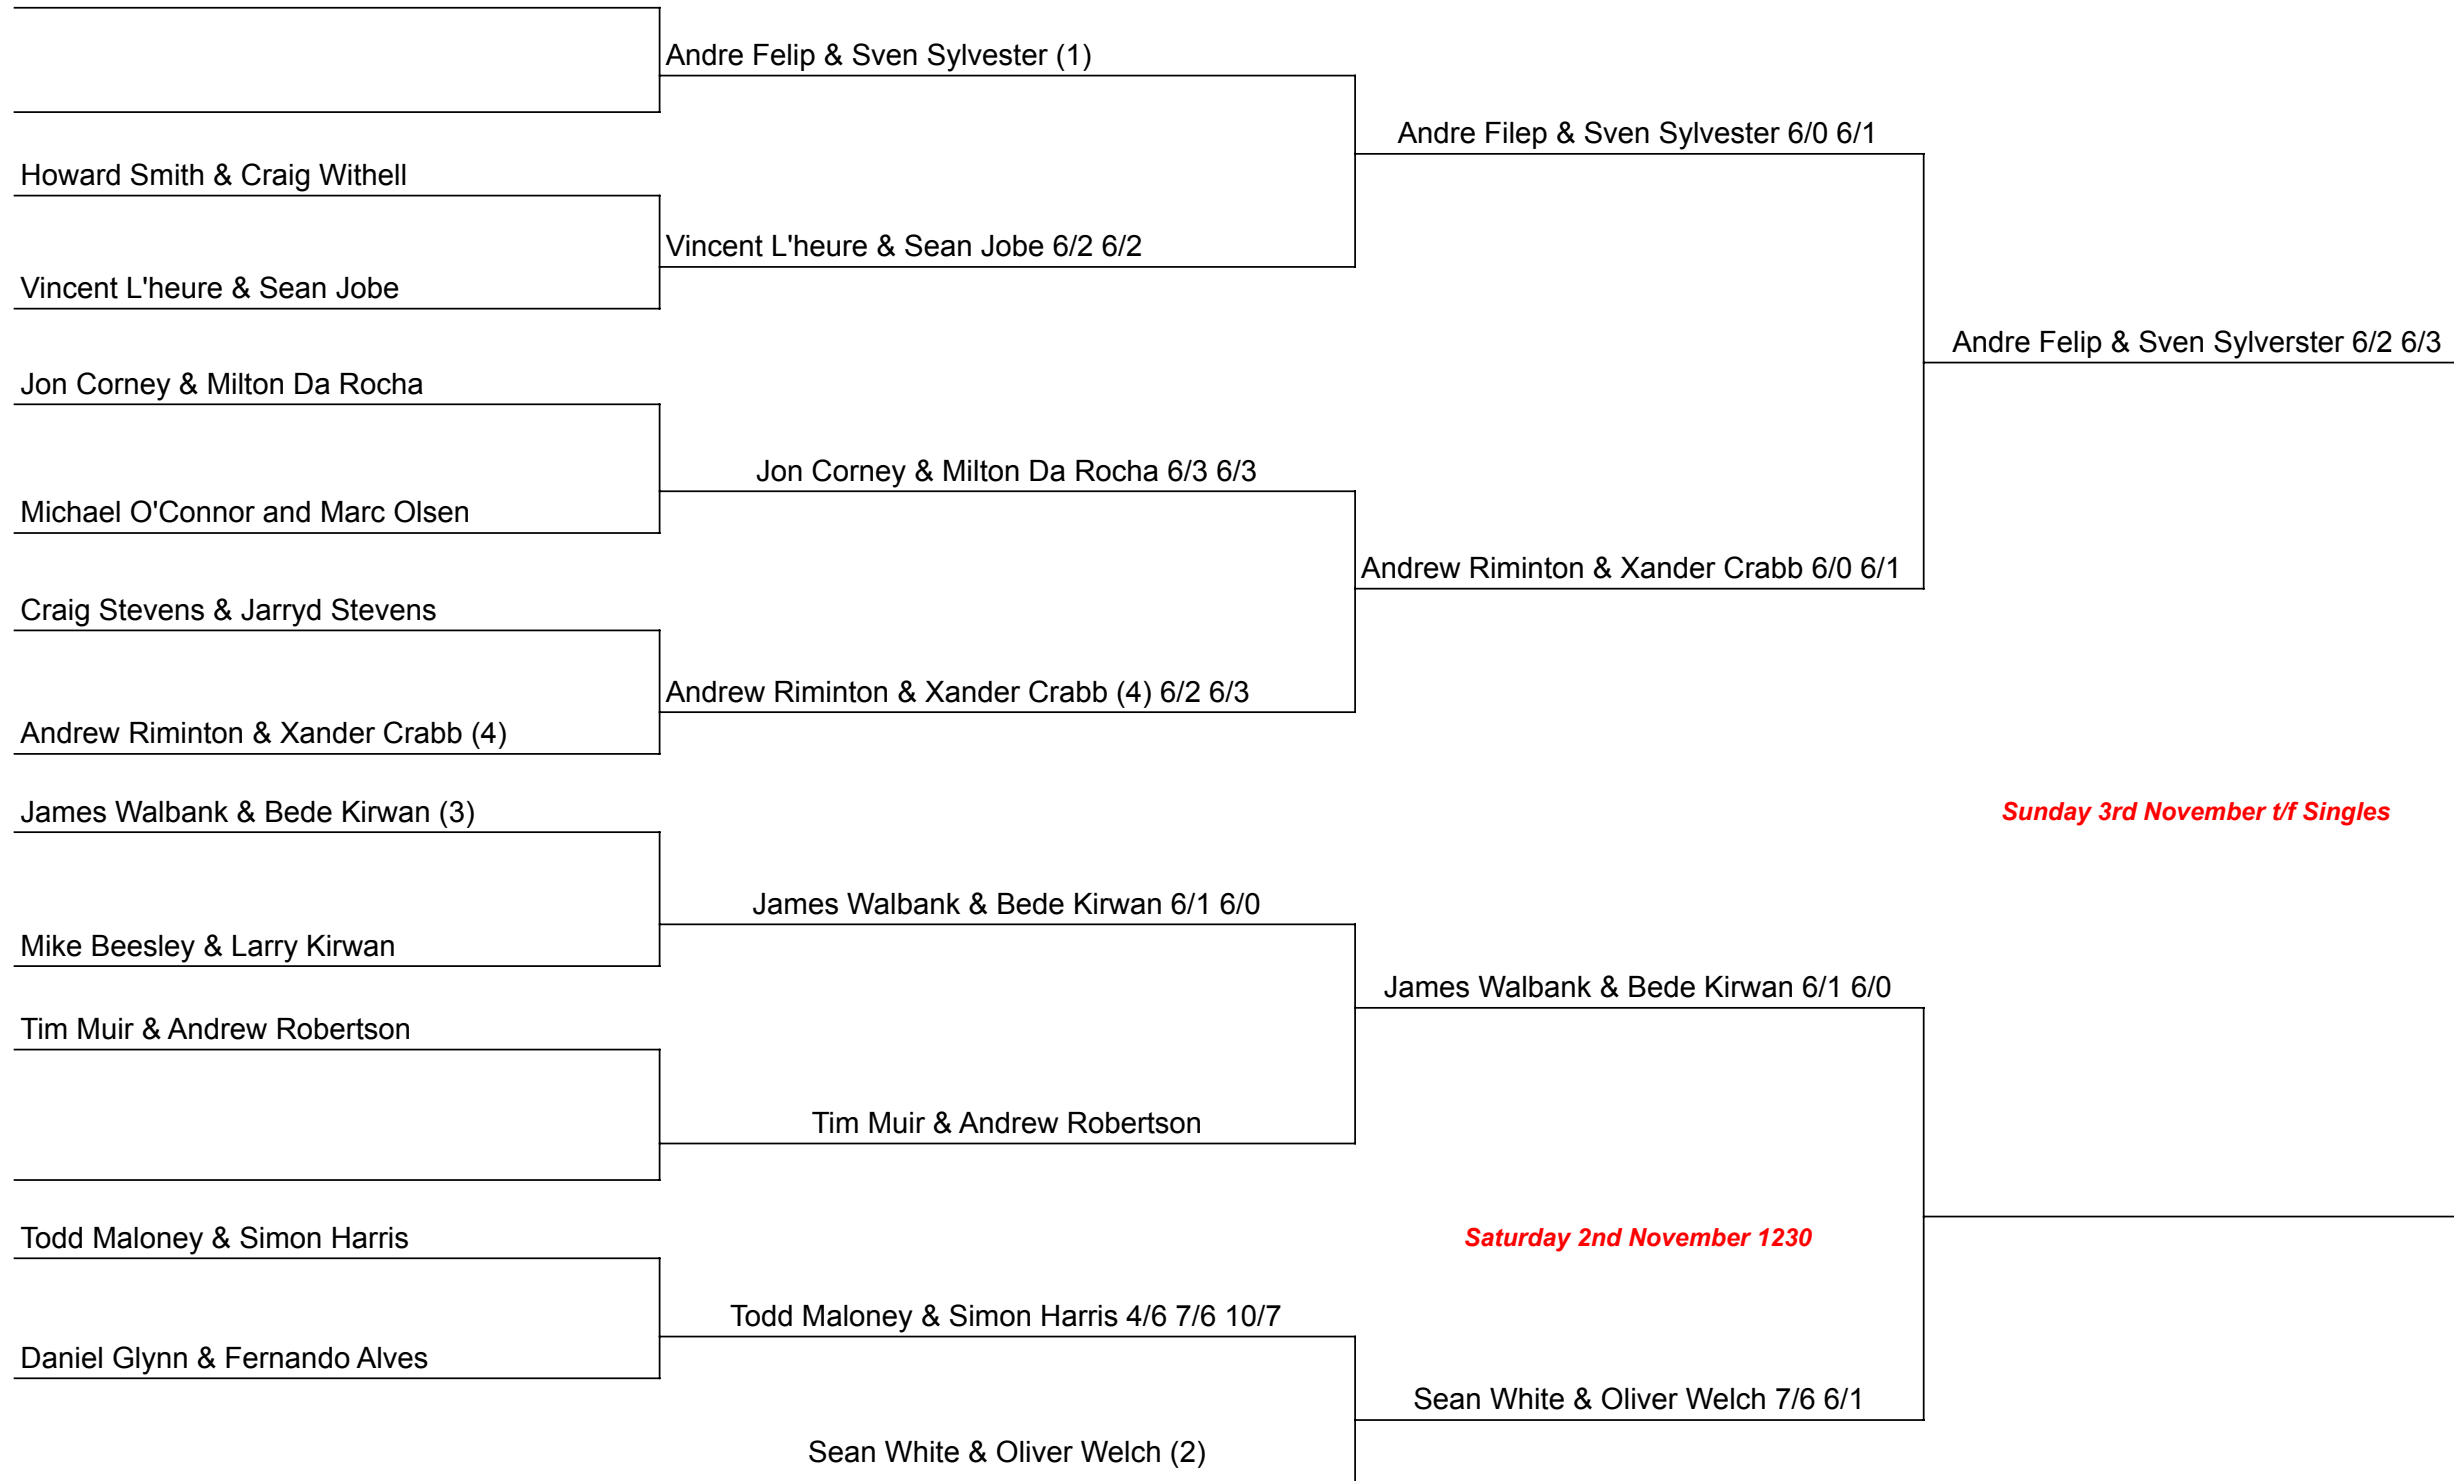 Andre Felip & Sven Sylvester (1)
Andre Filep & Sven Sylvester 6/0 6/1
Howard Smith & Craig Withell
Vincent L'heure & Sean Jobe 6/2 6/2
Vincent L'heure & Sean Jobe
Andre Felip & Sven Sylverster 6/2 6/3
Jon Corney & Milton Da Rocha
Jon Corney & Milton Da Rocha 6/3 6/3
Michael O'Connor and Marc Olsen
Andrew Riminton & Xander Crabb 6/0 6/1
Craig Stevens & Jarryd Stevens
Andrew Riminton & Xander Crabb (4) 6/2 6/3
Andrew Riminton & Xander Crabb (4)
James Walbank & Bede Kirwan (3)
Sunday 3rd November t/f Singles
James Walbank & Bede Kirwan 6/1 6/0
Mike Beesley & Larry Kirwan
James Walbank & Bede Kirwan 6/1 6/0
Tim Muir & Andrew Robertson
Tim Muir & Andrew Robertson
Todd Maloney & Simon Harris
Saturday 2nd November 1230
Todd Maloney & Simon Harris 4/6 7/6 10/7
Daniel Glynn & Fernando Alves
Sean White & Oliver Welch 7/6 6/1
Sean White & Oliver Welch (2)